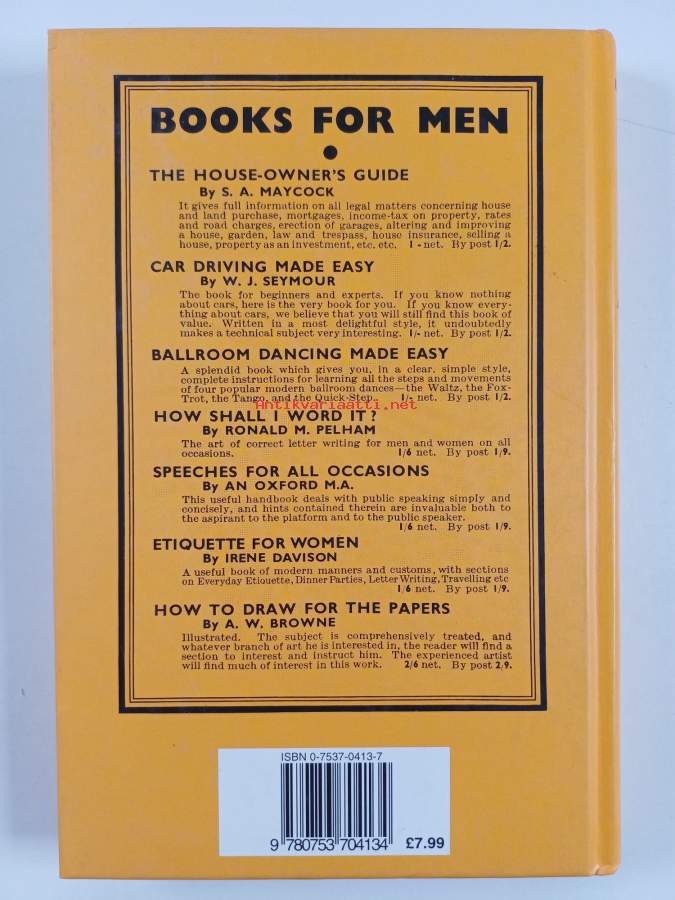 BOOKS FOR MEN
THE HOUSE-OWNER'S GUIDE
By S. A. MAYCOCK
It gives full information on all legal matters concerning house
and land purchase, mortgages, income-tax on property, rates
and road charges, erection of garages, altering and improving
a house, garden, law and trespass, house insurance, selling a
house, property as an investment, etc. etc. 1 - net. By post 1/2.
CAR DRIVING MADE EASY
By W. J. SEYMOUR
The book for beginners and experts. If you know nothing
about cars, here is the very book for you. If you know every-
thing about cars, we believe that you will still find this book of
value. Written in a most delightful style, it undoubtedly
makes a technical subject very interesting. 1/- net. By post 1/2.
BALLROOM DANCING MADE EASY
A splendid book which gives you, in a clear, simple style,
complete instructions for learning all the steps and movements
of four popular modern ballroom dances—the Waltz, the Fox-
Trot, the Tango, and the Quick-Step. 1/- net. By post 1/2.
Antikvariaatti.net
HOW SHALL I WORD IT?
By RONALD M. PELHAM
The art of correct letter writing for men and women on all
occasions. 1/6 net. By post 1/9.
SPEECHES FOR ALL OCCASIONS
By AN OXFORD M.A.
This useful handbook deals with public speaking simply and
concisely, and hints contained therein are invaluable both to
the aspirant to the platform and to the public speaker.
1/6 net. By post 1/9.
ETIQUETTE FOR WOMEN
By IRENE DAVISON
A useful book of modern manners and customs, with sections
on Everyday Etiquette, Dinner Parties, Letter Writing, Travelling etc
1/6 net. By post 1/9.
HOW TO DRAW FOR THE PAPERS
By A. W. BROWNE
Illustrated. The subject is comprehensively treated, and
whatever branch of art he is interested in, the reader will find a
section to interest and instruct him. The experienced artist
will find much of interest in this work. 2/6 net. By post 2/9.
ISBN 0-7537-0413-7
9 780753 704134 £7.99